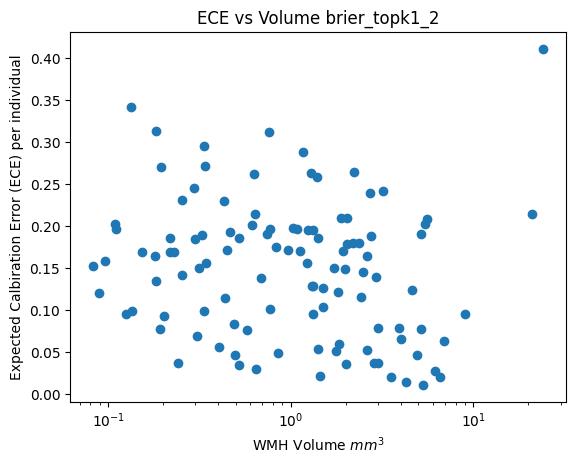 ECE vs Volume brier_topk1_2
Expected Calbiration Error (ECE) per individual
0.40
0.35
0.30
0.25
0.20
0.15
0.10
0.05
0.00
10⁻¹ 10⁰ 10¹
WMH Volume mm³